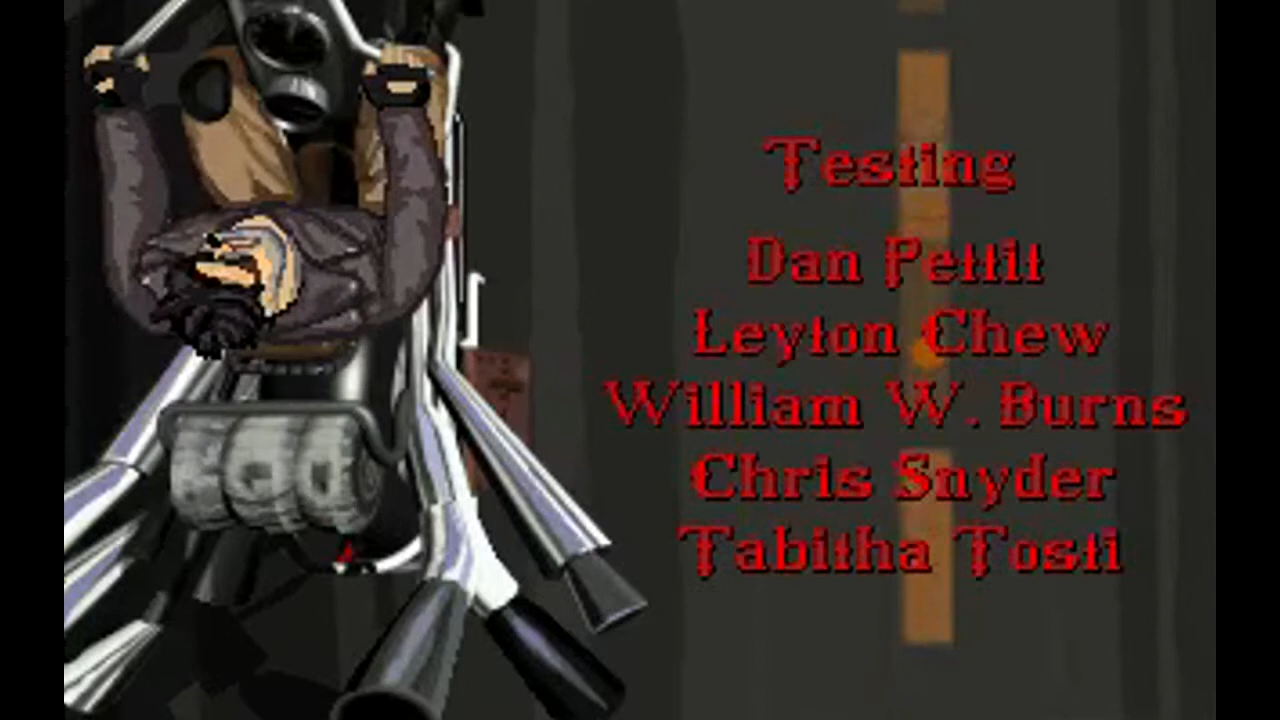 Testing
Dan Pettit
Leyton Chew
William W. Burns
Chris Snyder
Tabitha Tosti